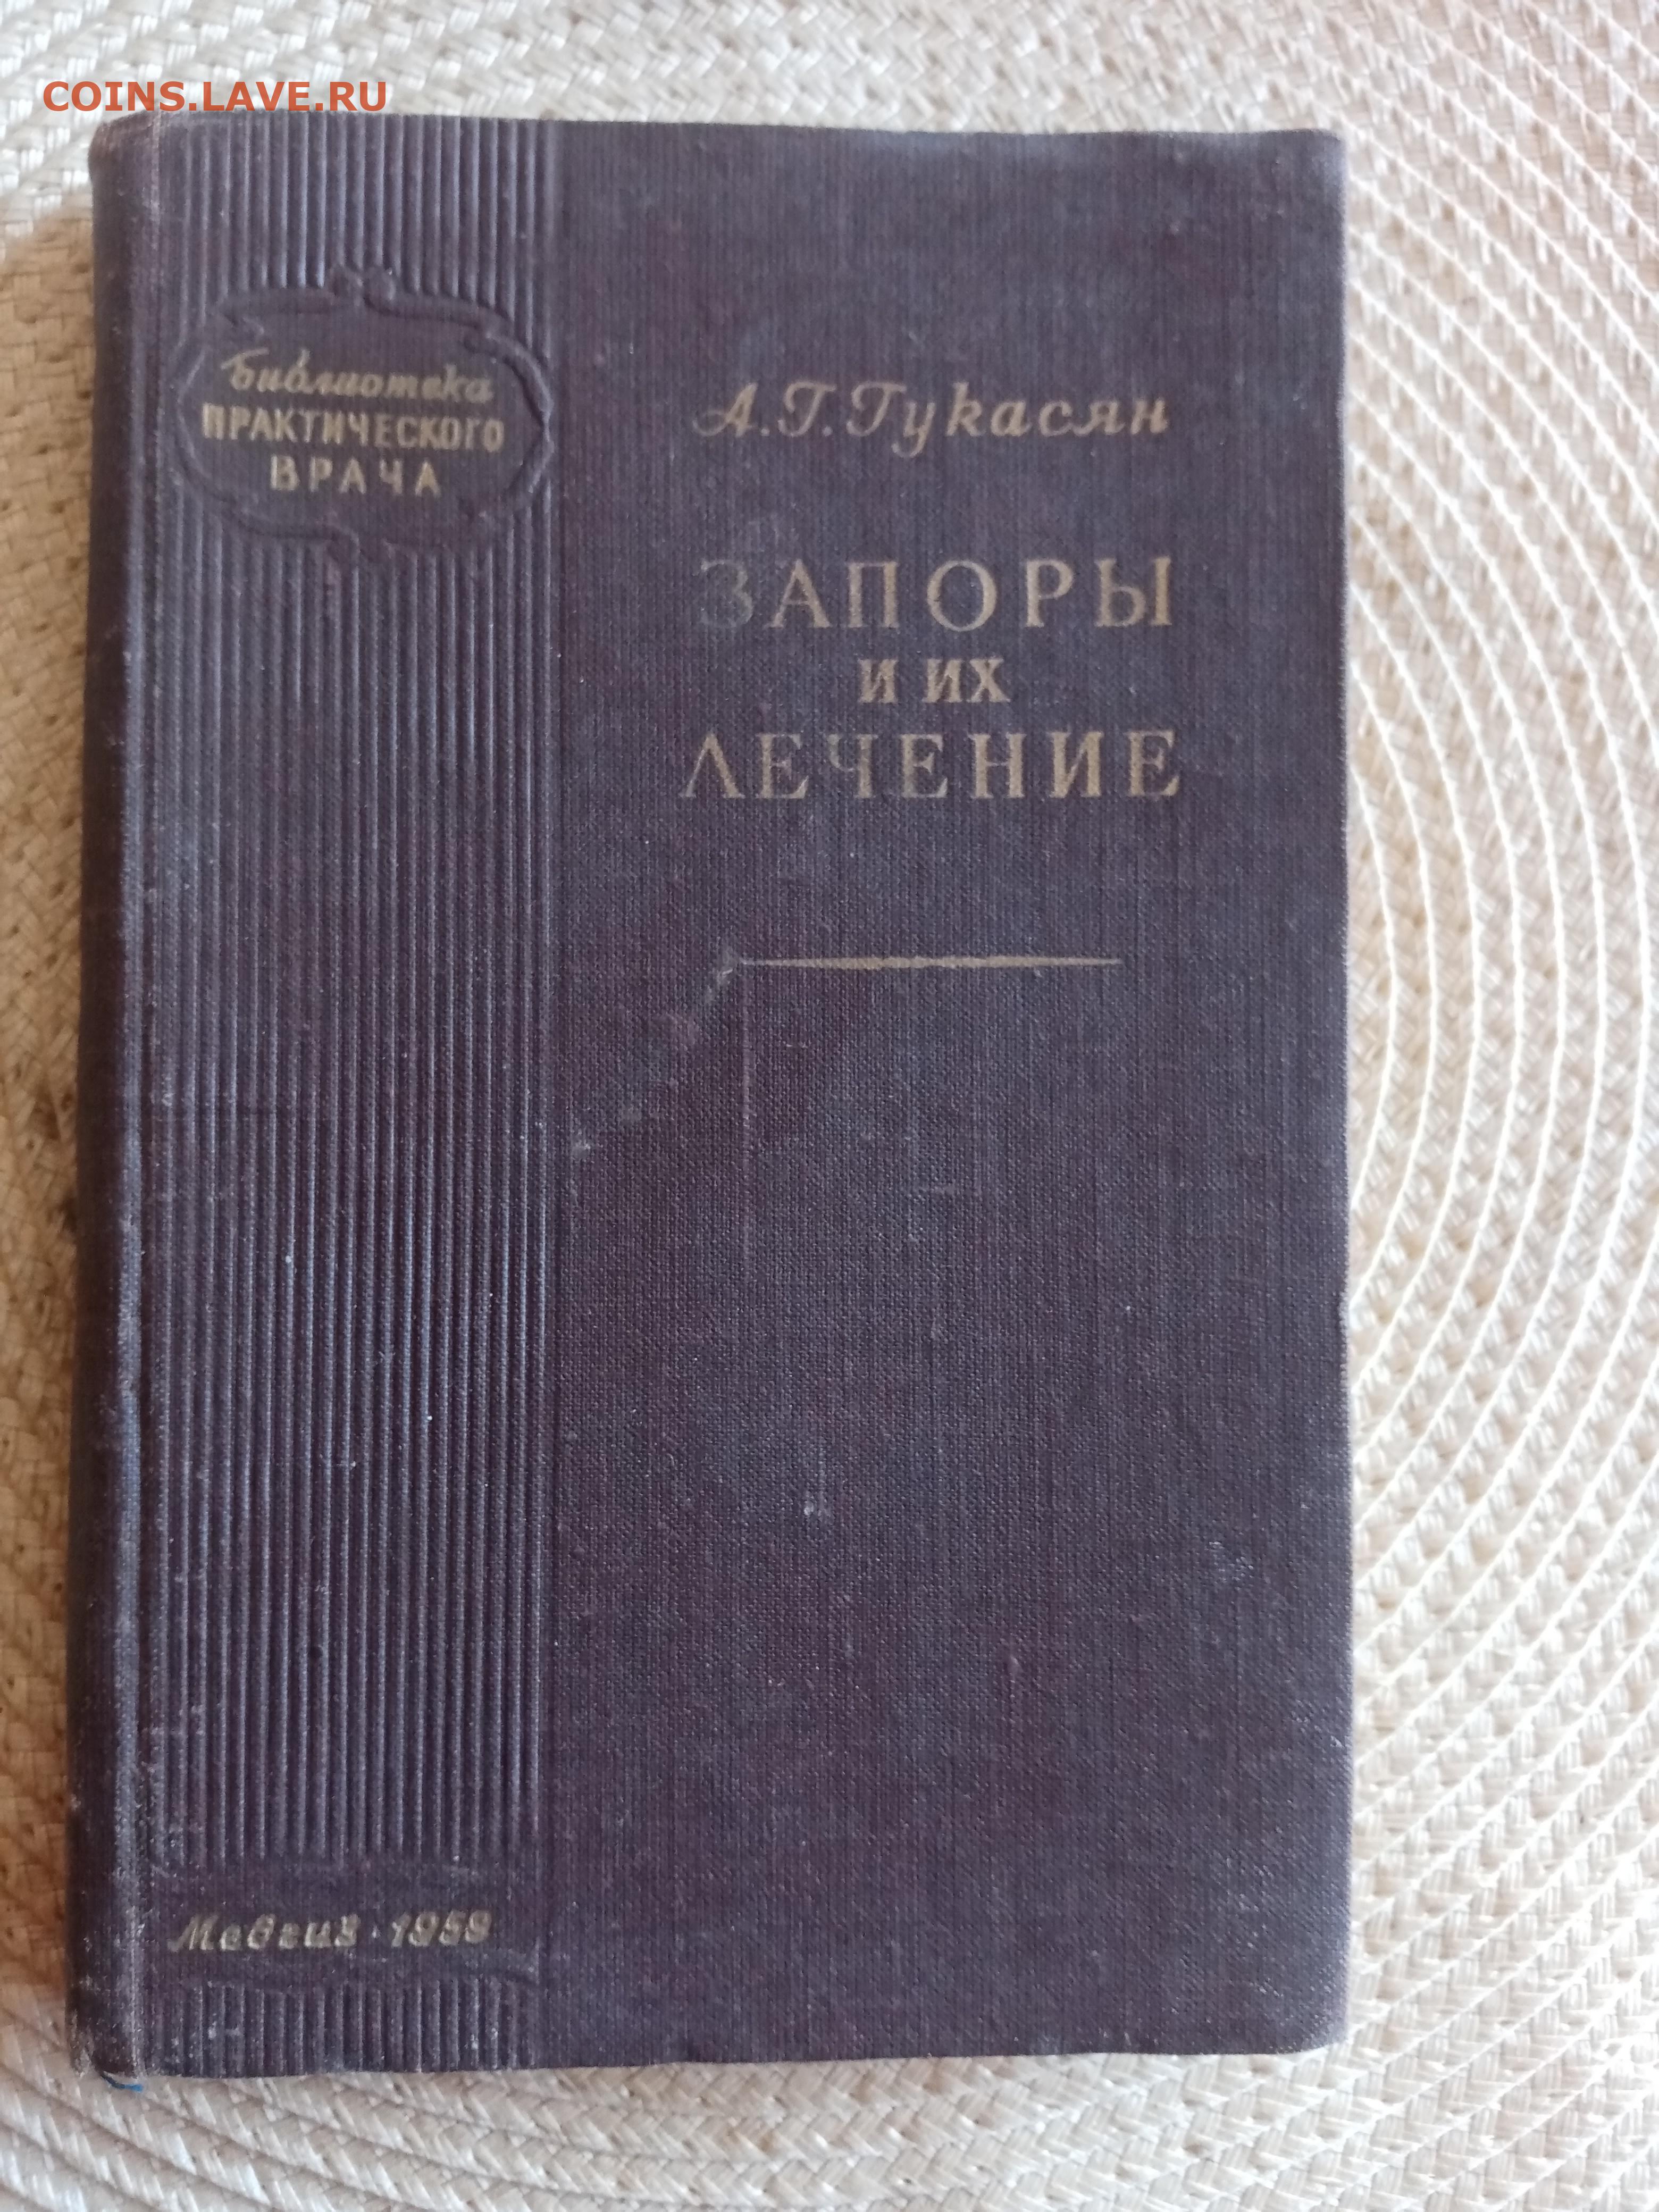 COINS.LAVE.RU
Библиотека
ПРАКТИЧЕСКОГО
ВРАЧА
А.Г.Гукасян
ЗАПОРЫ
И ИХ
ЛЕЧЕНИЕ
Медгиз · 1959